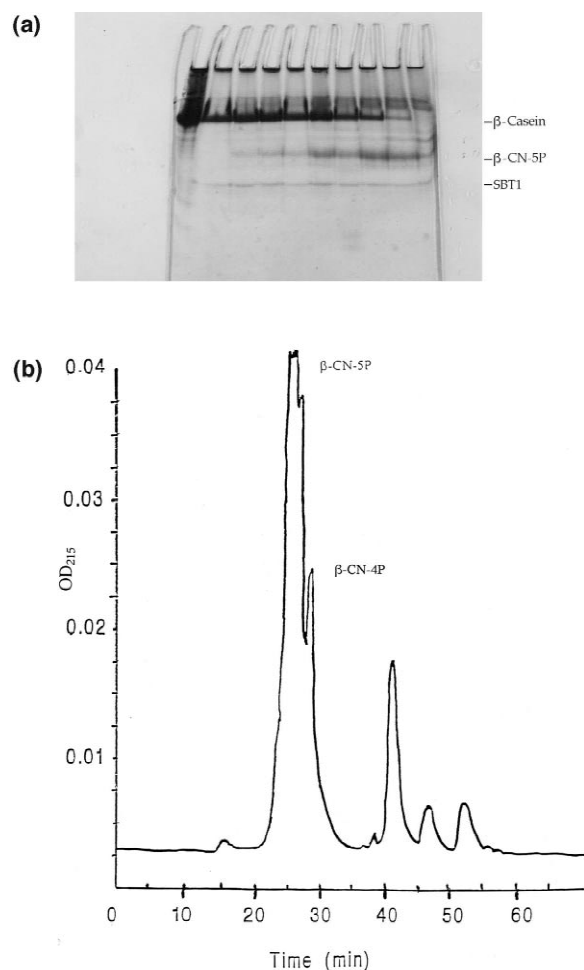 (a)
–β-Casein
–β-CN-5P
–SBT1
(b)
0.04
β-CN-5P
0.03
OD215
β-CN-4P
0.02
0.01
0 10 20 30 40 50 60
Time (min)